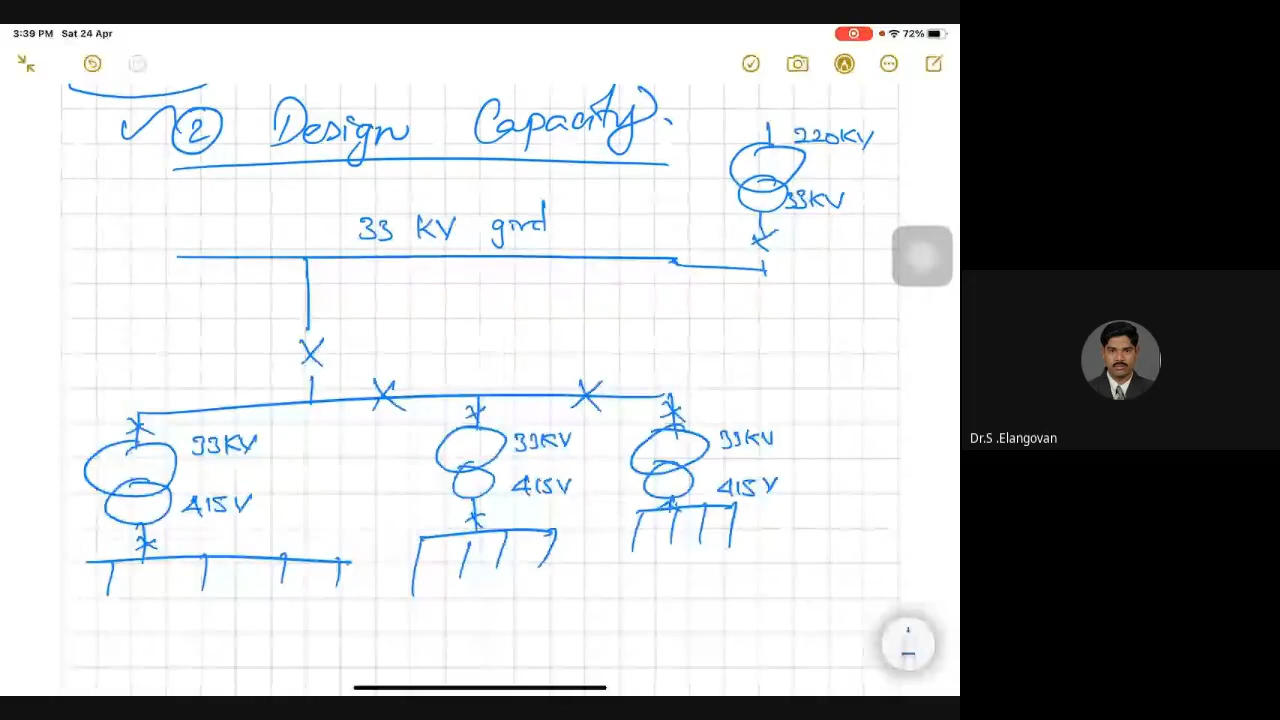 3:39 PM Sat 24 Apr
72%
② Design Capacity.
220KV
33KV
33 KV grid
33KV
415V
33KV
415V
33KV
415V
Dr.S .Elangovan